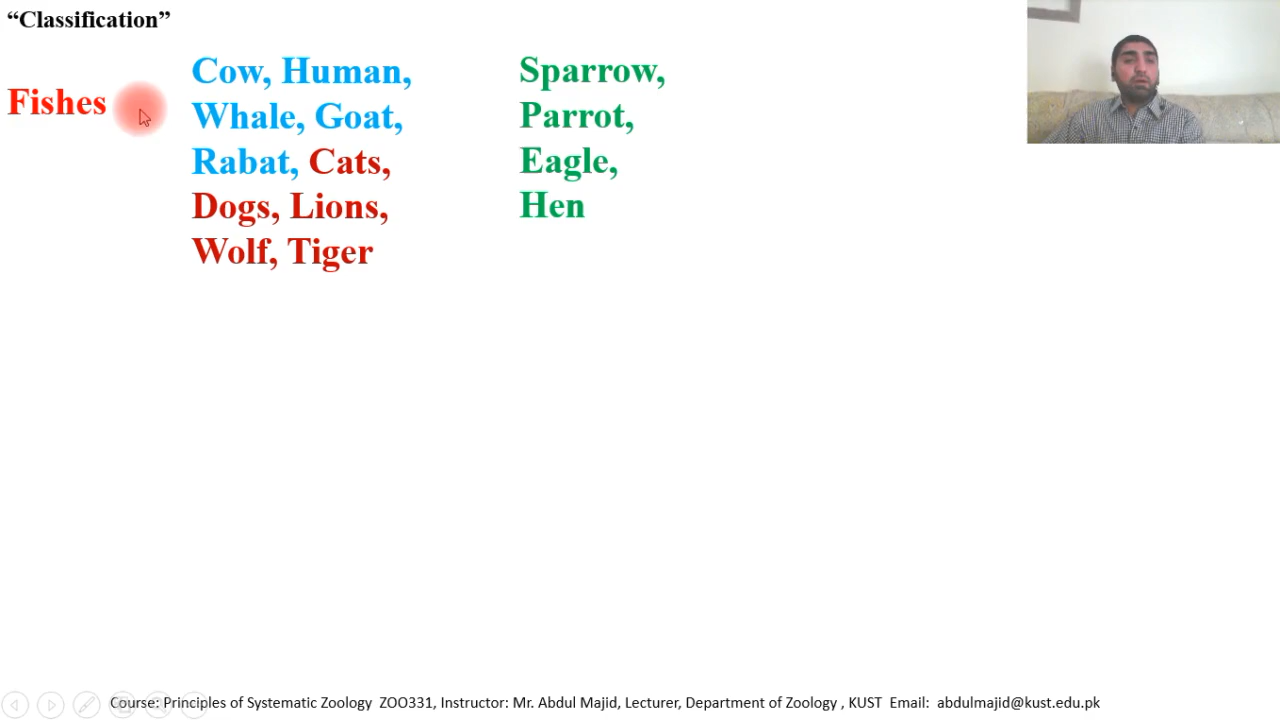 “Classification”
Fishes
Cow, Human,
Whale, Goat,
Rabat, Cats,
Dogs, Lions,
Wolf, Tiger
Sparrow,
Parrot,
Eagle,
Hen
Course: Principles of Systematic Zoology ZOO331, Instructor: Mr. Abdul Majid, Lecturer, Department of Zoology , KUST Email: abdulmajid@kust.edu.pk